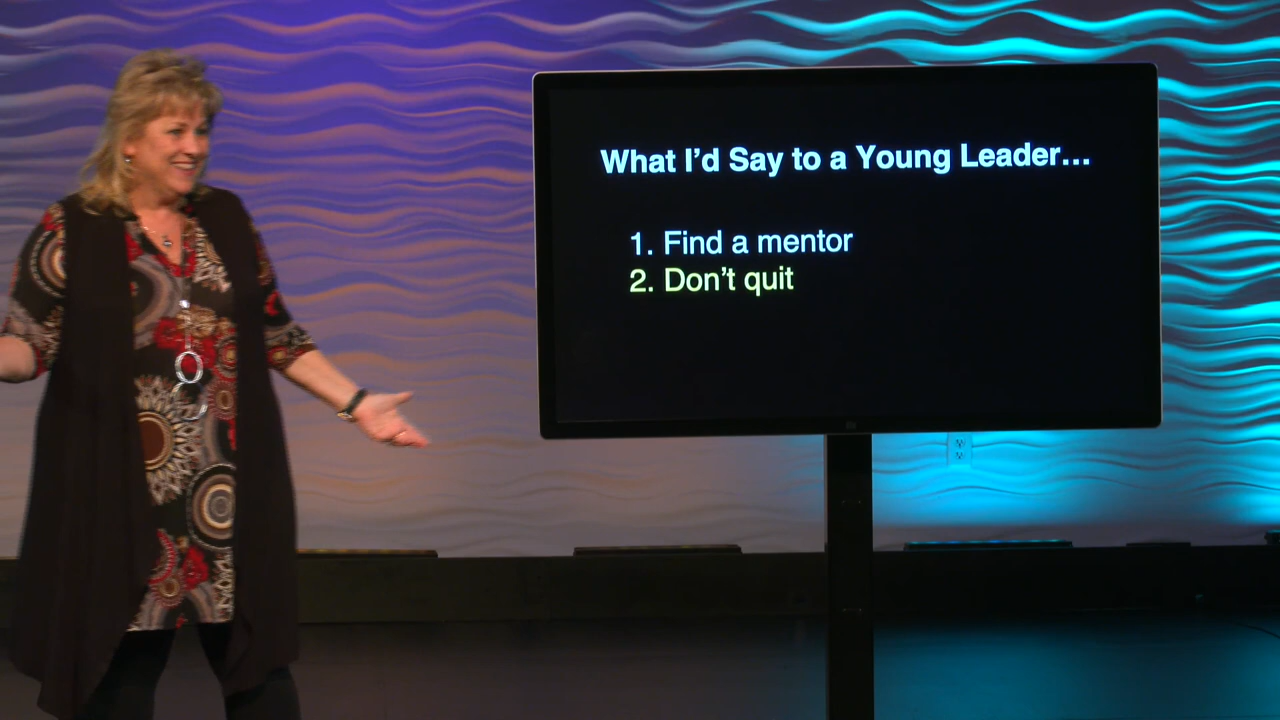 What I’d Say to a Young Leader…
1. Find a mentor
2. Don’t quit